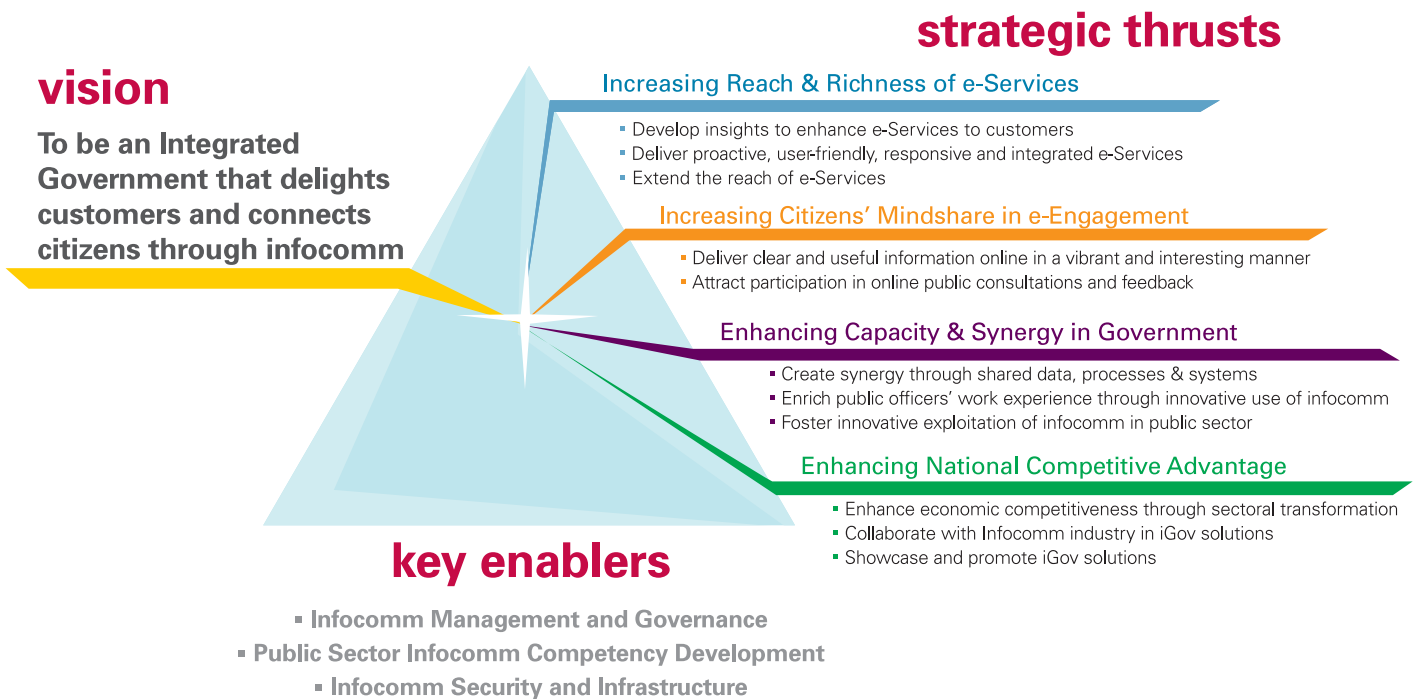 vision
To be an Integrated
Government that delights
customers and connects
citizens through infocomm
strategic thrusts
Increasing Reach & Richness of e-Services
▪ Develop insights to enhance e-Services to customers
▪ Deliver proactive, user-friendly, responsive and integrated e-Services
▪ Extend the reach of e-Services
Increasing Citizens’ Mindshare in e-Engagement
▪ Deliver clear and useful information online in a vibrant and interesting manner
▪ Attract participation in online public consultations and feedback
Enhancing Capacity & Synergy in Government
▪ Create synergy through shared data, processes & systems
▪ Enrich public officers’ work experience through innovative use of infocomm
▪ Foster innovative exploitation of infocomm in public sector
Enhancing National Competitive Advantage
▪ Enhance economic competitiveness through sectoral transformation
▪ Collaborate with Infocomm industry in iGov solutions
▪ Showcase and promote iGov solutions
key enablers
▪ Infocomm Management and Governance
▪ Public Sector Infocomm Competency Development
▪ Infocomm Security and Infrastructure